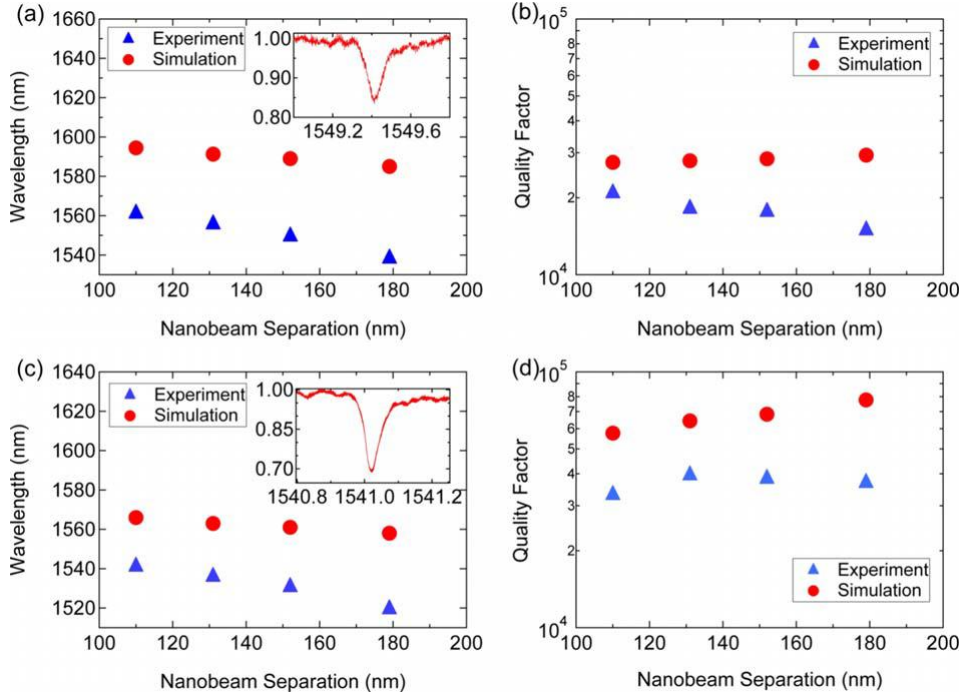 (a)
1660
1640
1620
1600
1580
1560
1540
Wavelength (nm)
Experiment
Simulation
1.00
0.90
0.80
1549.2 1549.6
100 120 140 160 180 200
Nanobeam Separation (nm)
(b)
10⁵
8
7
6
5
4
3
2
10⁴
Quality Factor
Experiment
Simulation
100 120 140 160 180 200
Nanobeam Separation (nm)
(c)
1640
1620
1600
1580
1560
1540
1520
Wavelength (nm)
Experiment
Simulation
1.00
0.85
0.70
1540.8 1541.0 1541.2
100 120 140 160 180 200
Nanobeam Separation (nm)
(d)
10⁵
8
7
6
5
4
3
2
10⁴
Quality Factor
Experiment
Simulation
100 120 140 160 180 200
Nanobeam Separation (nm)